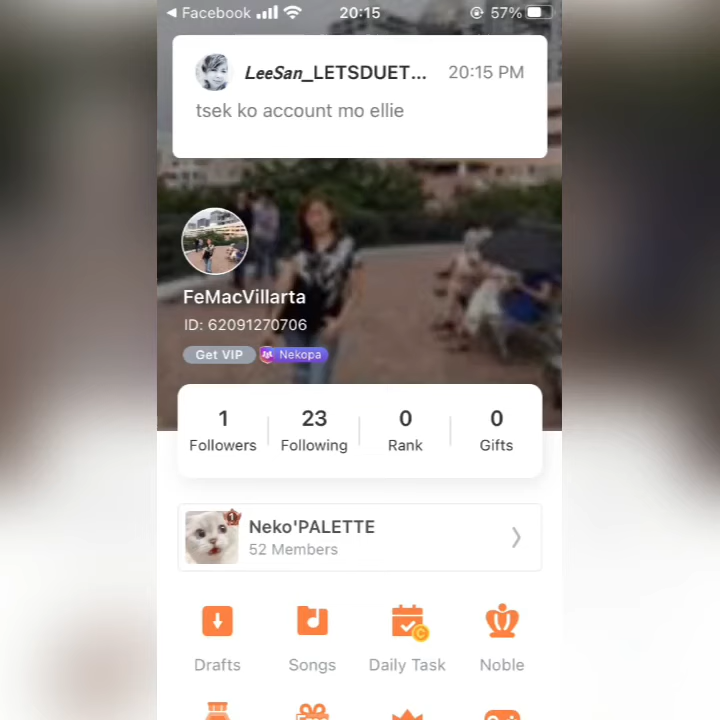 Facebook
20:15
57%
LeeSan_LETSDUET...
20:15 PM
tsek ko account mo ellie
FeMacVillarta
ID: 62091270706
Get VIP
Nekopa
1
23
0
0
Followers
Following
Rank
Gifts
1
Neko'PALETTE
52 Members
Drafts
Songs
Daily Task
Noble